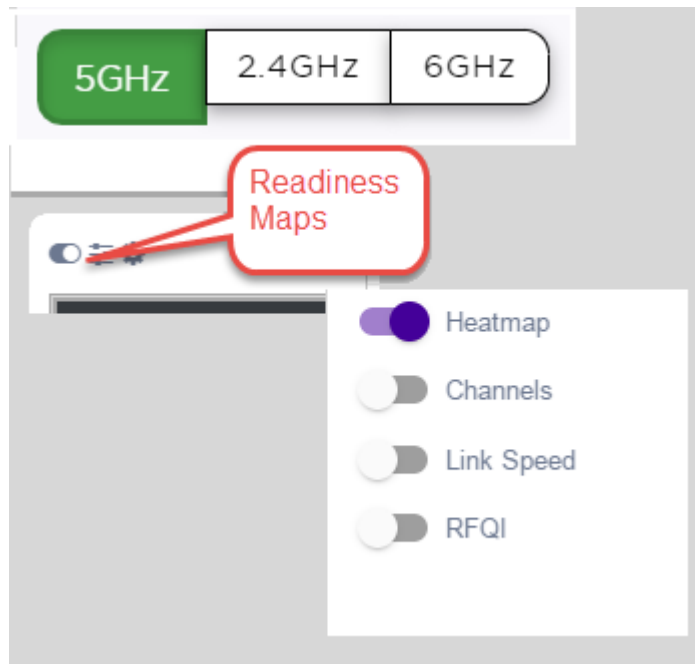 5GHz 2.4GHz 6GHz
Readiness
Maps
Heatmap
Channels
Link Speed
RFQI